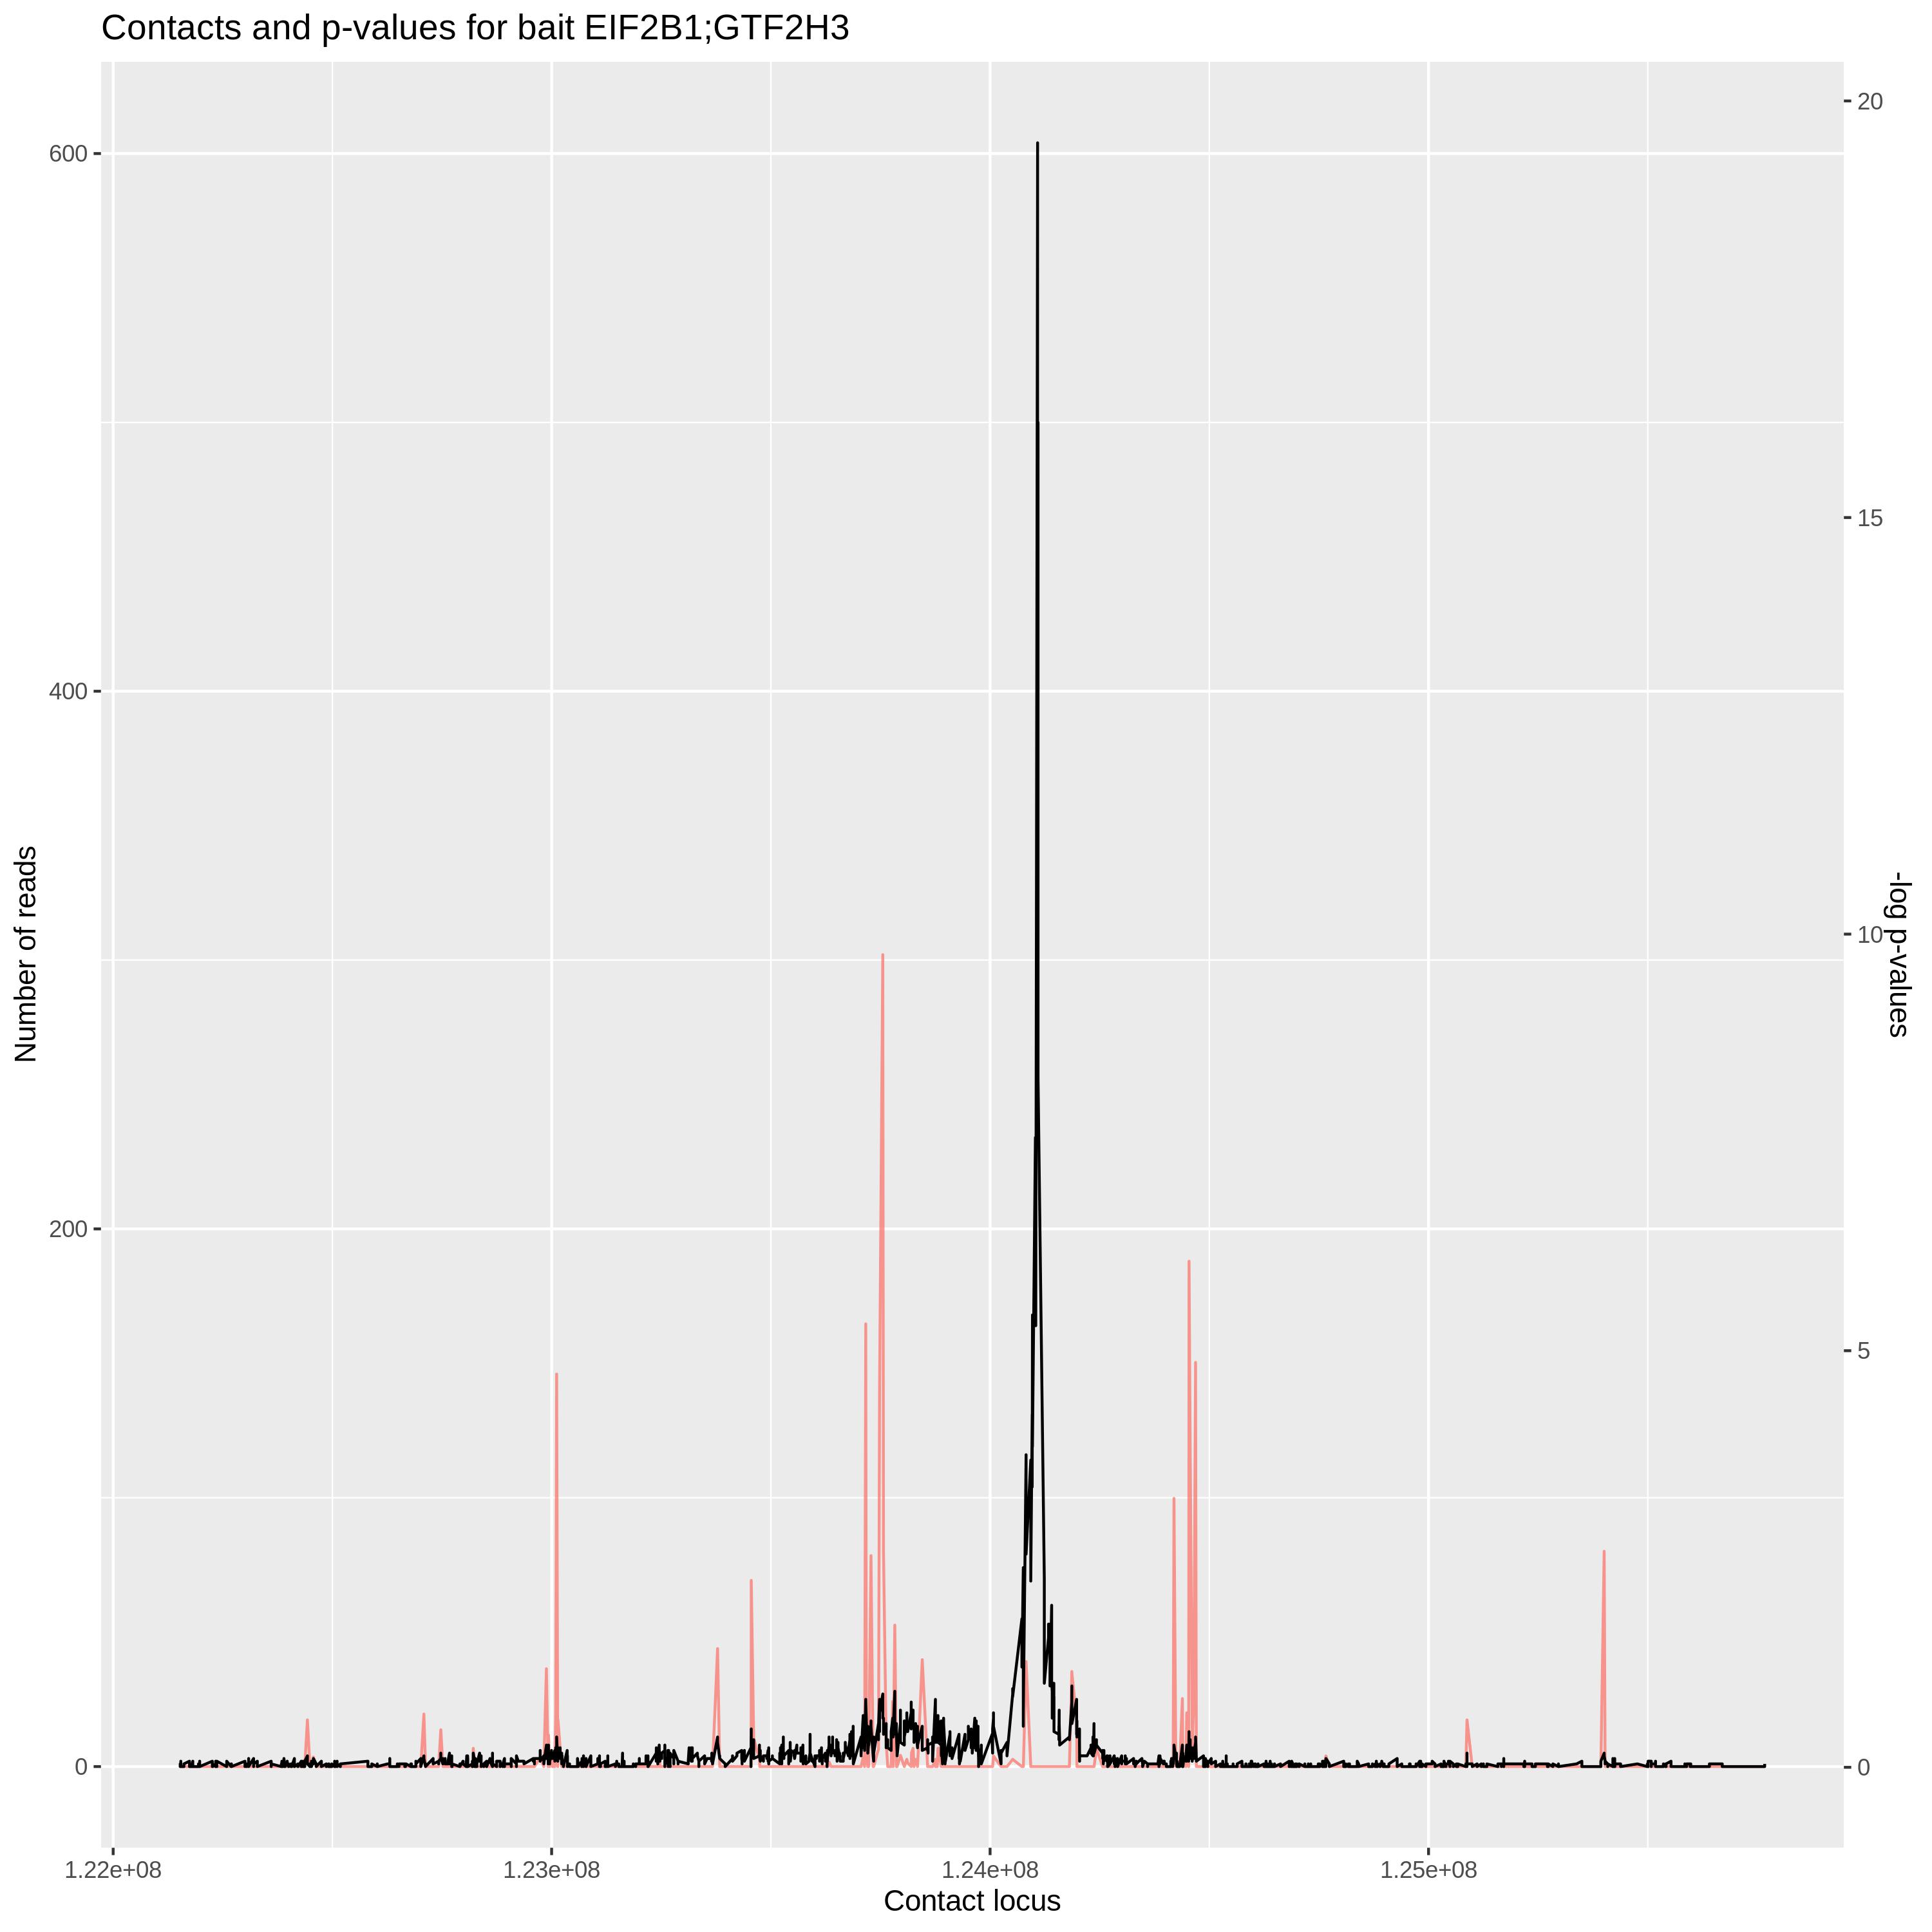 Contacts and p-values for bait EIF2B1;GTF2H3
600
400
200
0
Number of reads
20
15
10
5
0
-log p-values
1.22e+08
1.23e+08
1.24e+08
1.25e+08
Contact locus